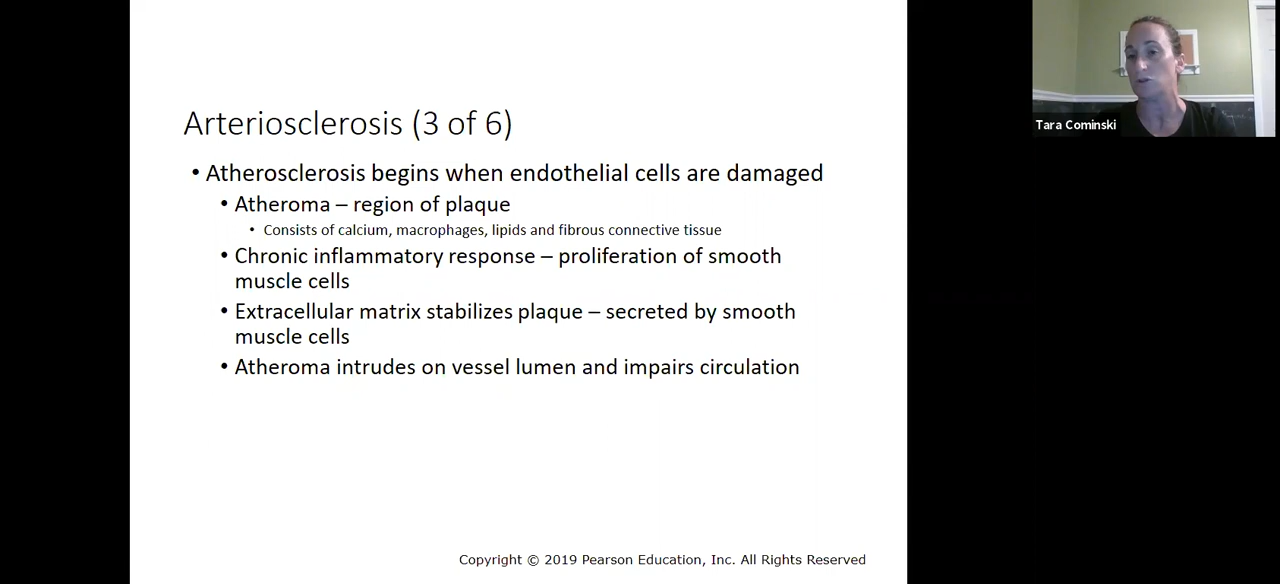 Arteriosclerosis (3 of 6)
• Atherosclerosis begins when endothelial cells are damaged
• Atheroma – region of plaque
• Consists of calcium, macrophages, lipids and fibrous connective tissue
• Chronic inflammatory response – proliferation of smooth
muscle cells
• Extracellular matrix stabilizes plaque – secreted by smooth
muscle cells
• Atheroma intrudes on vessel lumen and impairs circulation
Copyright © 2019 Pearson Education, Inc. All Rights Reserved
Tara Cominski